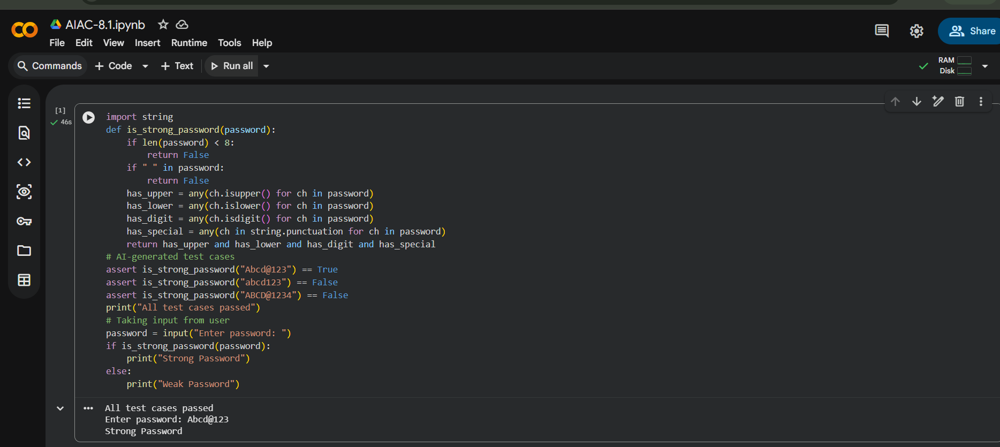 AIAC-8.1.ipynb
File Edit View Insert Runtime Tools Help
Share
Commands + Code + Text Run all
RAM
Disk
[1]
46s
import string
def is_strong_password(password):
    if len(password) < 8:
        return False
    if " " in password:
        return False
    has_upper = any(ch.isupper() for ch in password)
    has_lower = any(ch.islower() for ch in password)
    has_digit = any(ch.isdigit() for ch in password)
    has_special = any(ch in string.punctuation for ch in password)
    return has_upper and has_lower and has_digit and has_special
# AI-generated test cases
assert is_strong_password("Abcd@123") == True
assert is_strong_password("abcd123") == False
assert is_strong_password("ABCD@1234") == False
print("All test cases passed")
# Taking input from user
password = input("Enter password: ")
if is_strong_password(password):
    print("Strong Password")
else:
    print("Weak Password")
All test cases passed
Enter password: Abcd@123
Strong Password